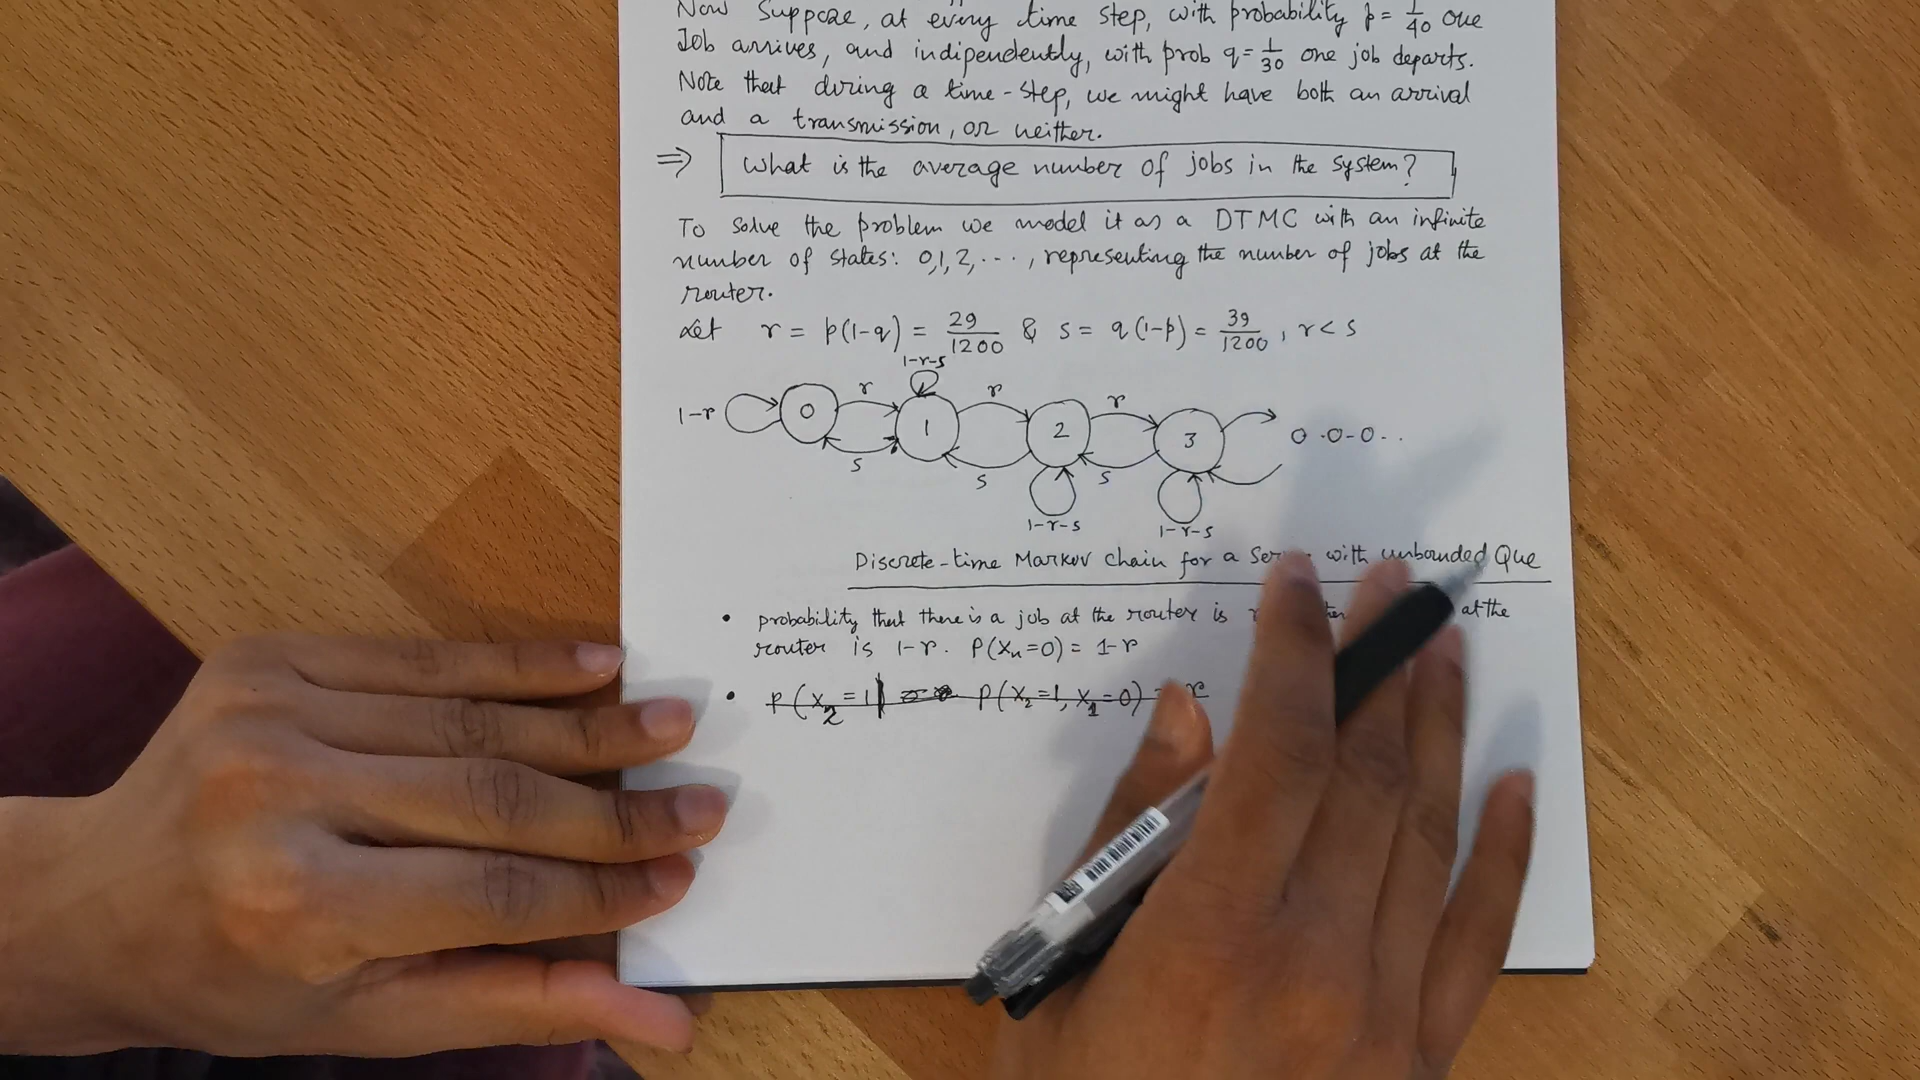 Now Suppose, at every time step, with probability p = 1/40 one
Job arrives, and indipendently, with prob q = 1/30 one job departs.
Note that during a time-step, we might have both an arrival
and a transmission, or neither.
⇒ What is the average number of jobs in the system?
To solve the problem we model it as a DTMC with an infinite
number of states: 0,1,2,..., representing the number of jobs at the
router.
Let r = p(1-q) = 29/1200 & s = q(1-p) = 39/1200, r < s
1-r-s
r r r
1-r 0 1 2 3 0.0-0..
s s s
1-r-s 1-r-s
Discrete-time Markov Chain for a with unbounded Que
• probability that there is a job at the router is at the
router is 1-r. P(Xn=0) = 1-r
• P(X2=1| P(X2=1, X1=0) r